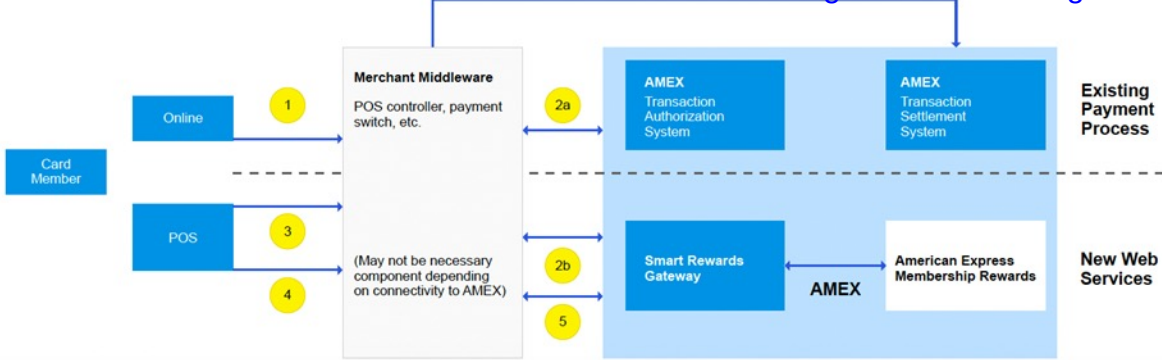 Merchant Middleware
POS controller, payment
switch, etc.
(May not be necessary
component depending
on connectivity to AMEX)
Card
Member
Online
POS
1
3
4
2a
2b
5
AMEX
Transaction
Authorization
System
AMEX
Transaction
Settlement
System
Existing
Payment
Process
Smart Rewards
Gateway
AMEX
American Express
Membership Rewards
New Web
Services